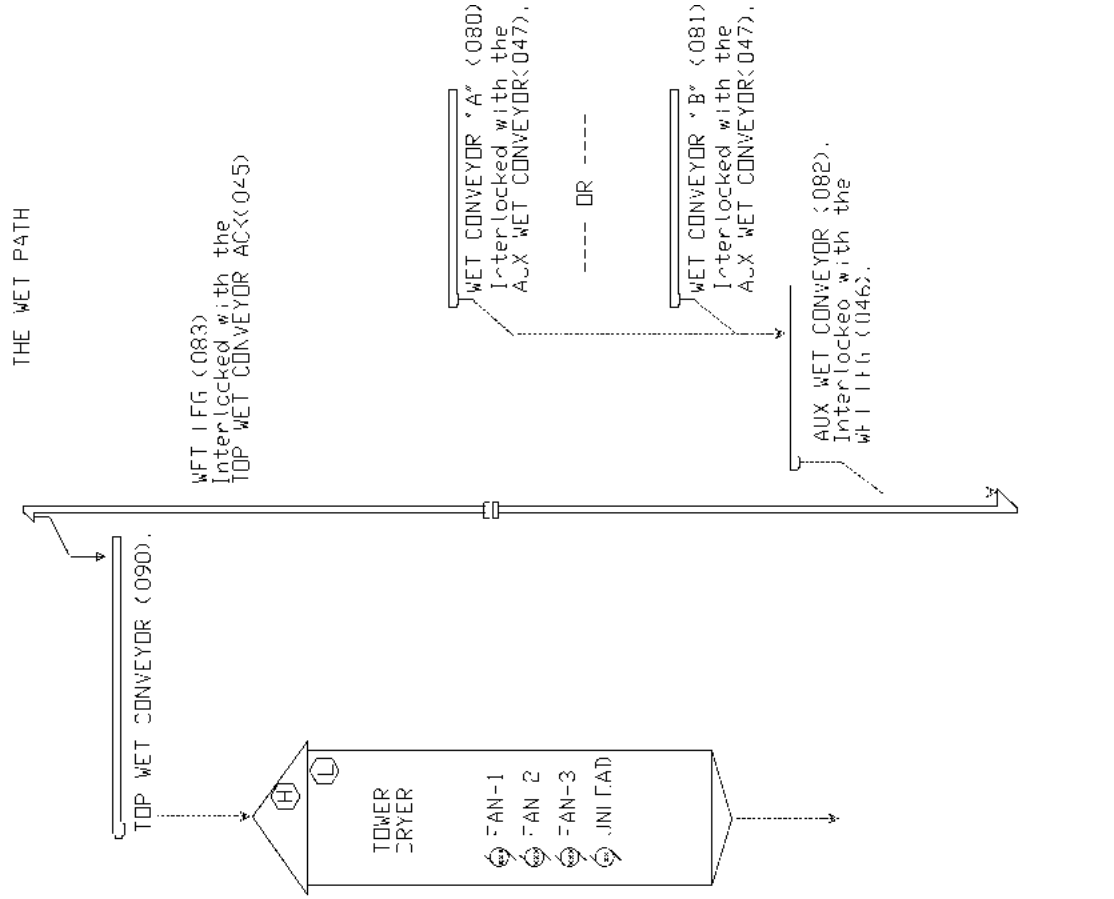 THE WET PATH
WET LEG (083)
Interlocked with the
TOP WET CONVEYOR ACK(045)
WET CONVEYOR "A" (080)
Interlocked with the
AUX WET CONVEYOR(047).
----- OR -----
WET CONVEYOR "B" (081)
Interlocked with the
AUX WET CONVEYOR(047).
AUX WET CONVEYOR (082).
Interlocked with the
WET LEG (046).
TOP WET CONVEYOR (090).
H
L
TOWER
DRYER
FAN-1
FAN 2
FAN-3
UNLOAD